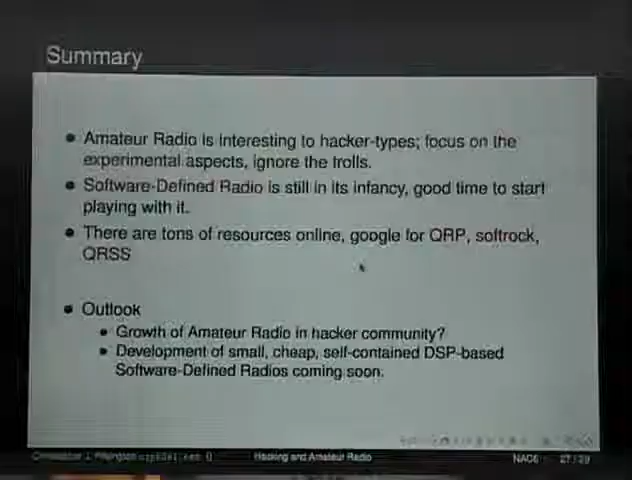 Summary
Amateur Radio is interesting to hacker-types; focus on the
experimental aspects, ignore the trolls.
Software-Defined Radio is still in its infancy, good time to start
playing with it.
There are tons of resources online, google for QRP, softrock,
QRSS
Outlook
Growth of Amateur Radio in hacker community?
Development of small, cheap, self-contained DSP-based
Software-Defined Radios coming soon.
Hacking and Amateur Radio
27 / 29